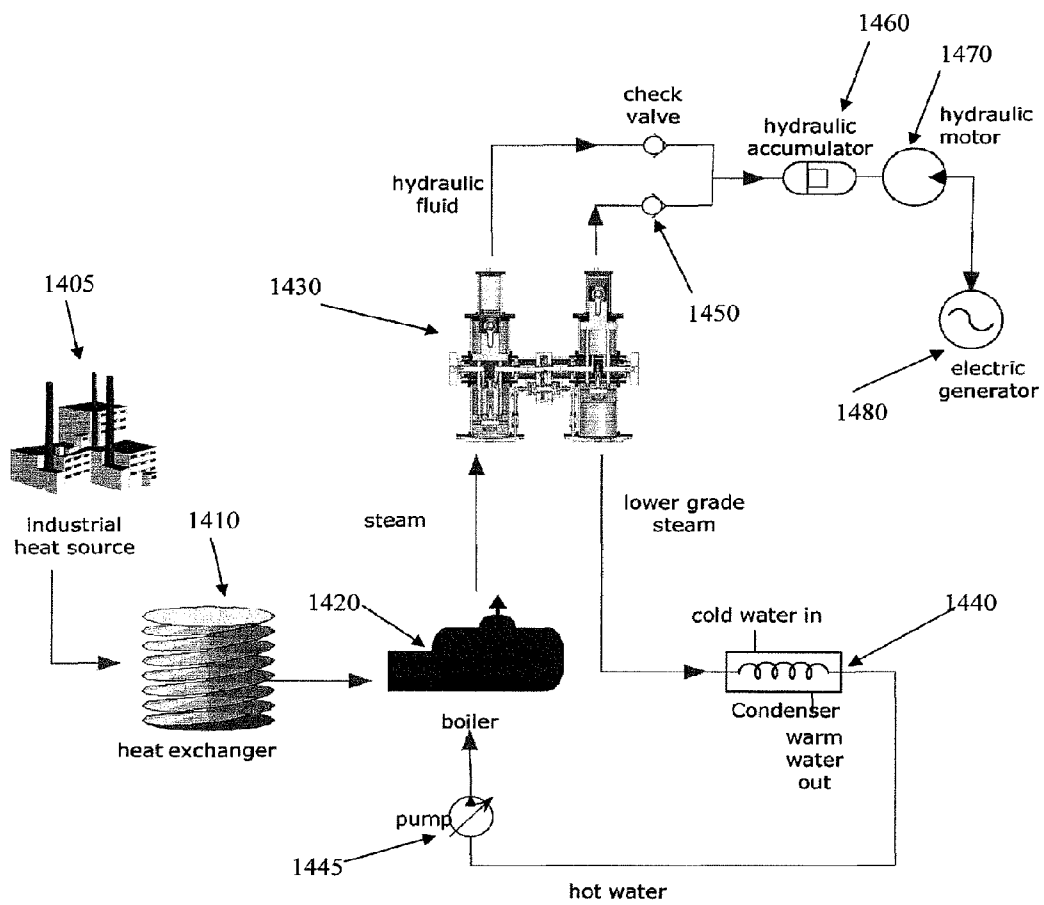 1460
1470
check
valve
hydraulic
accumulator
hydraulic
motor
hydraulic
fluid
1405
1430
1450
1480
electric
generator
industrial
heat source
1410
steam
lower grade
steam
1420
1440
cold water in
heat exchanger
boiler
Condenser
warm
water
out
pump
1445
hot water